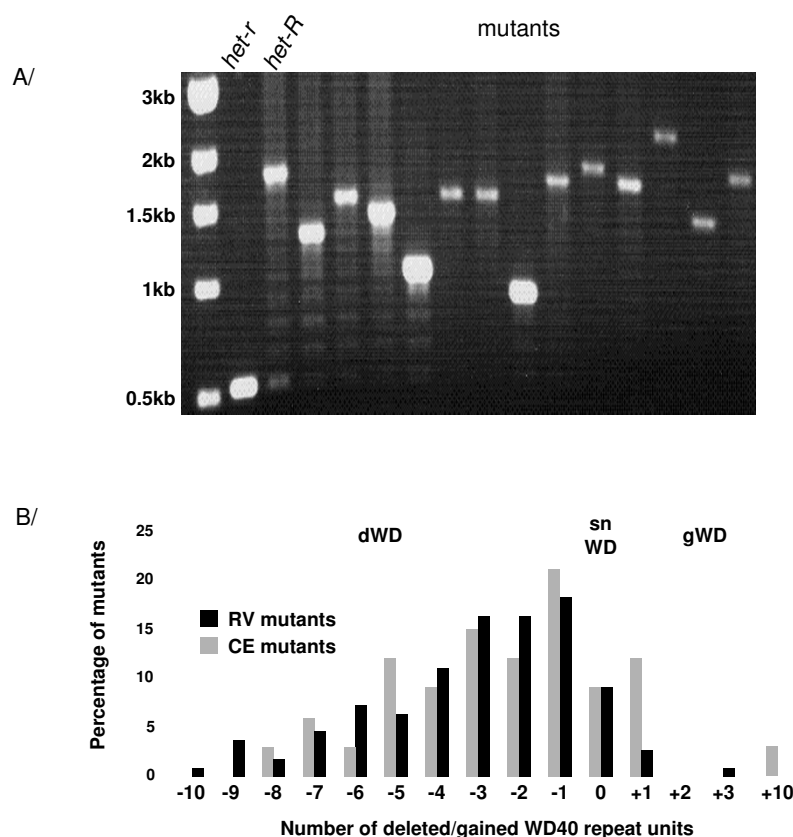 A/
het-r
het-R
mutants
3kb
2kb
1.5kb
1kb
0.5kb
B/
Percentage of mutants
25
20
15
10
5
0
dWD
sn
WD
gWD
RV mutants
CE mutants
-10 -9 -8 -7 -6 -5 -4 -3 -2 -1 0 +1 +2 +3 +10
Number of deleted/gained WD40 repeat units